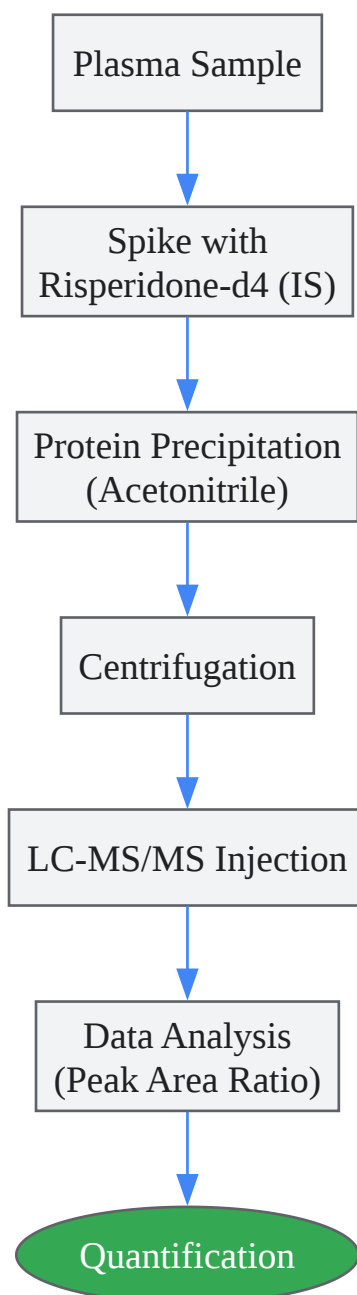 Plasma Sample
Spike with
Risperidone-d4 (IS)
Protein Precipitation
(Acetonitrile)
Centrifugation
LC-MS/MS Injection
Data Analysis
(Peak Area Ratio)
Quantification